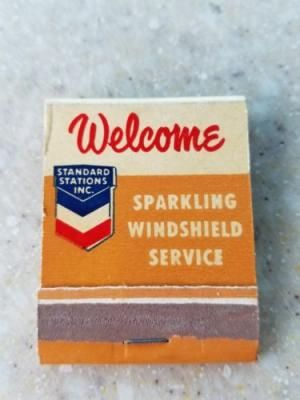 Welcome
STANDARD
STATIONS
INC.
SPARKLING
WINDSHIELD
SERVICE